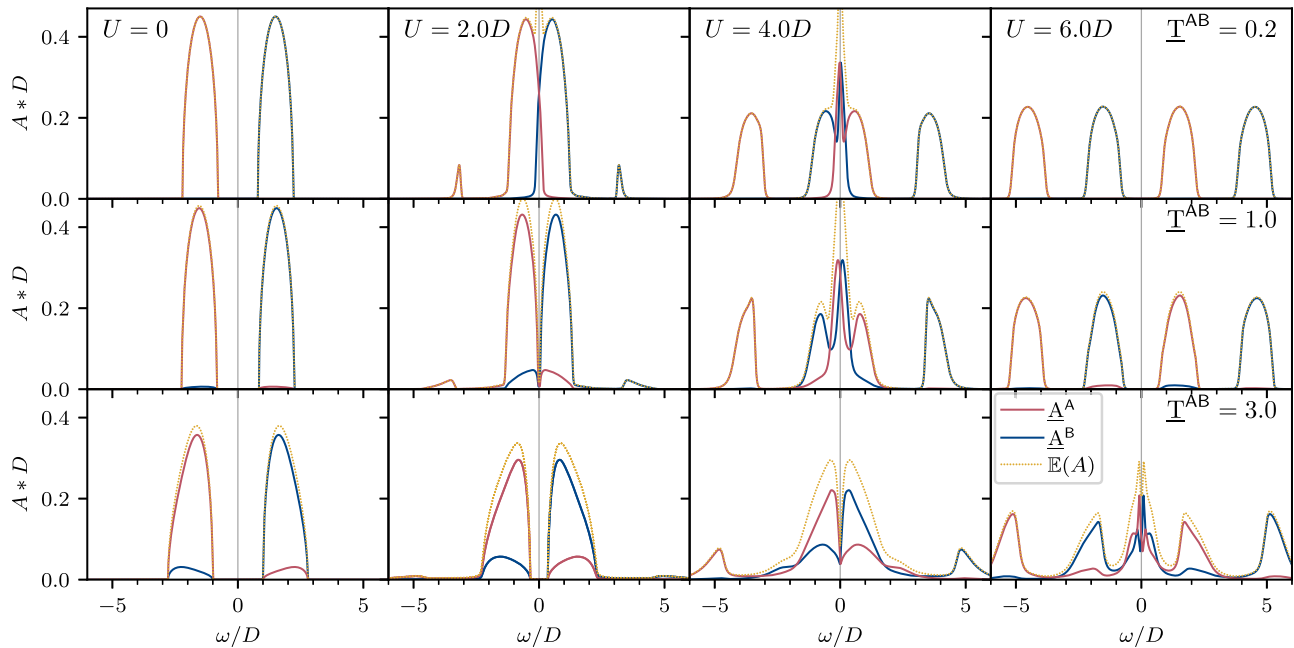 U = 0 U = 2.0D U = 4.0D U = 6.0D T^AB = 0.2
A * D
0.4
0.2
0.0
T^AB = 1.0
A * D
0.4
0.2
0.0
T^AB = 3.0
A^A
A^B
𝔼(A)
A * D
0.4
0.2
0.0
−5 0 5 −5 0 5 −5 0 5 −5 0 5
ω/D ω/D ω/D ω/D